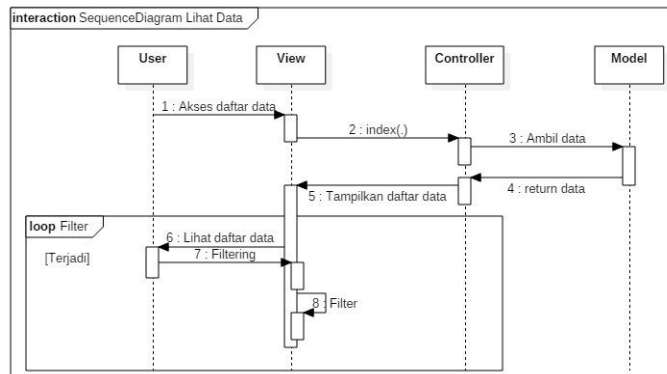 interaction SequenceDiagram Lihat Data
User
View
Controller
Model
1 : Akses daftar data
2 : index(.)
3 : Ambil data
4 : return data
5 : Tampilkan daftar data
loop Filter
6 : Lihat daftar data
[Terjadi]
7 : Filtering
8 : Filter